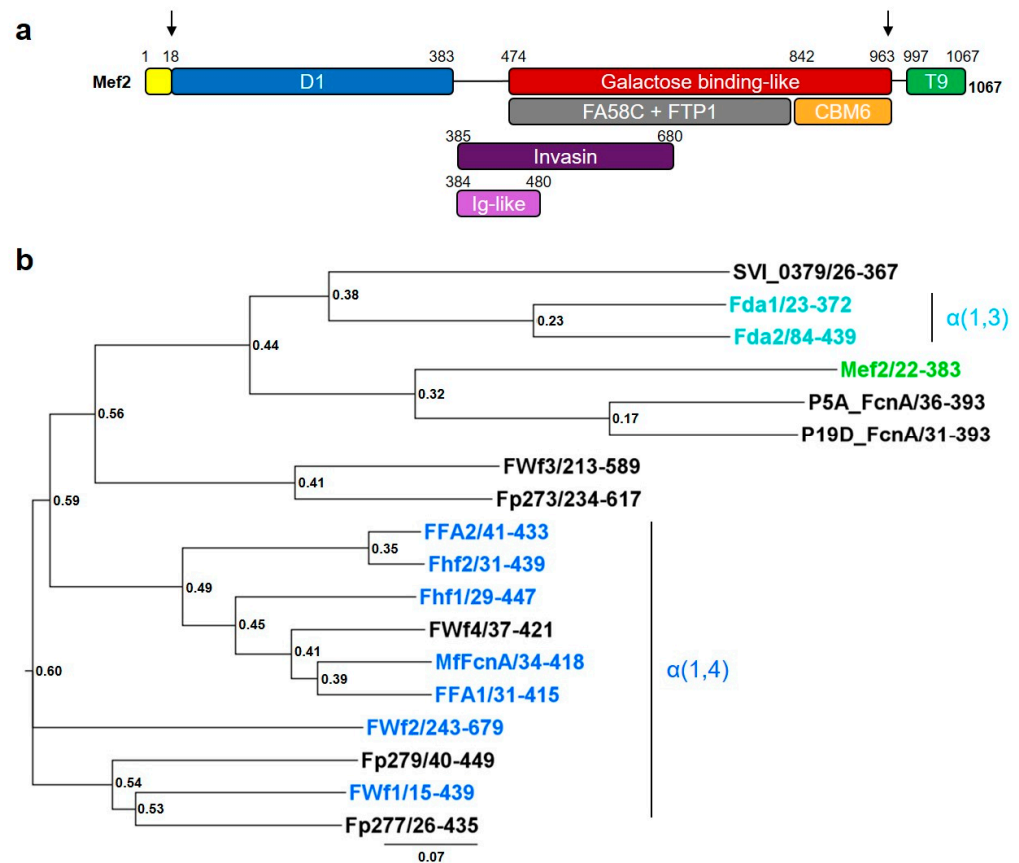 a
1 18 383 474 842 963 997 1067
Mef2 D1 Galactose binding-like T9 1067
FA58C + FTP1 CBM6
385 680
Invasin
384 480
Ig-like
b
SVI_0379/26-367
0.38
Fda1/23-372
0.23
α(1,3)
Fda2/84-439
0.44
Mef2/22-383
0.32
P5A_FcnA/36-393
0.56
0.17
P19D_FcnA/31-393
FWf3/213-589
0.41
Fp273/234-617
0.59
FFA2/41-433
0.35
Fhf2/31-439
0.49
Fhf1/29-447
0.45
FWf4/37-421
0.41
MfFcnA/34-418
0.60
0.39
α(1,4)
FFA1/31-415
FWf2/243-679
Fp279/40-449
0.54
FWf1/15-439
0.53
Fp277/26-435
0.07